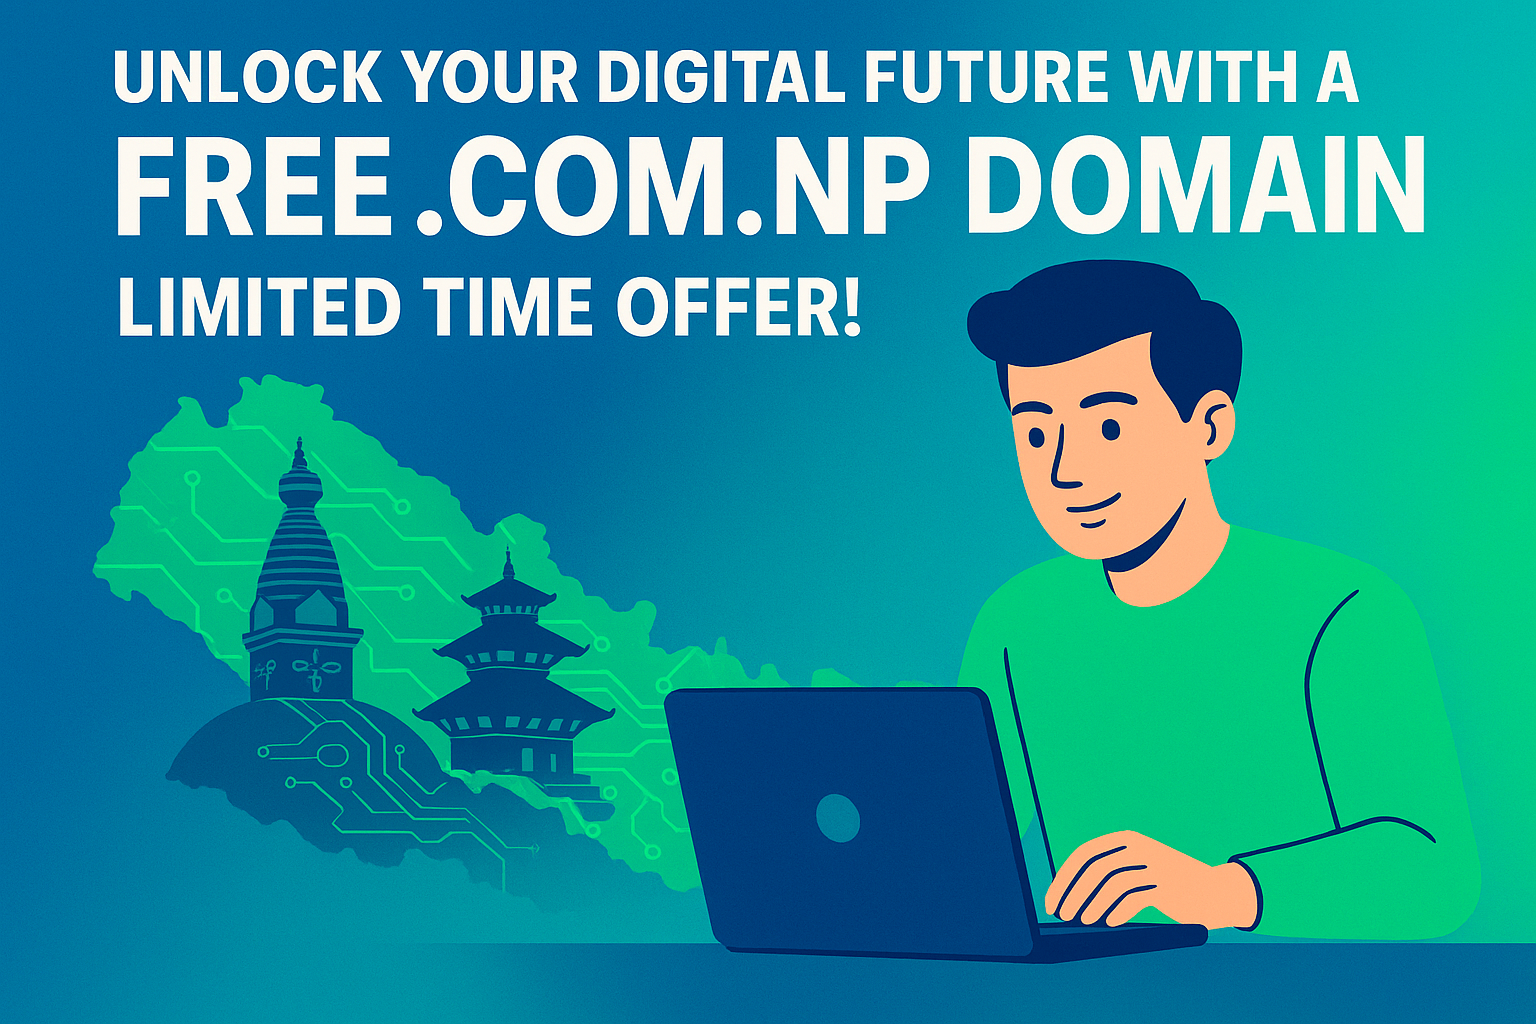 UNLOCK YOUR DIGITAL FUTURE WITH A
FREE .COM.NP DOMAIN
LIMITED TIME OFFER!